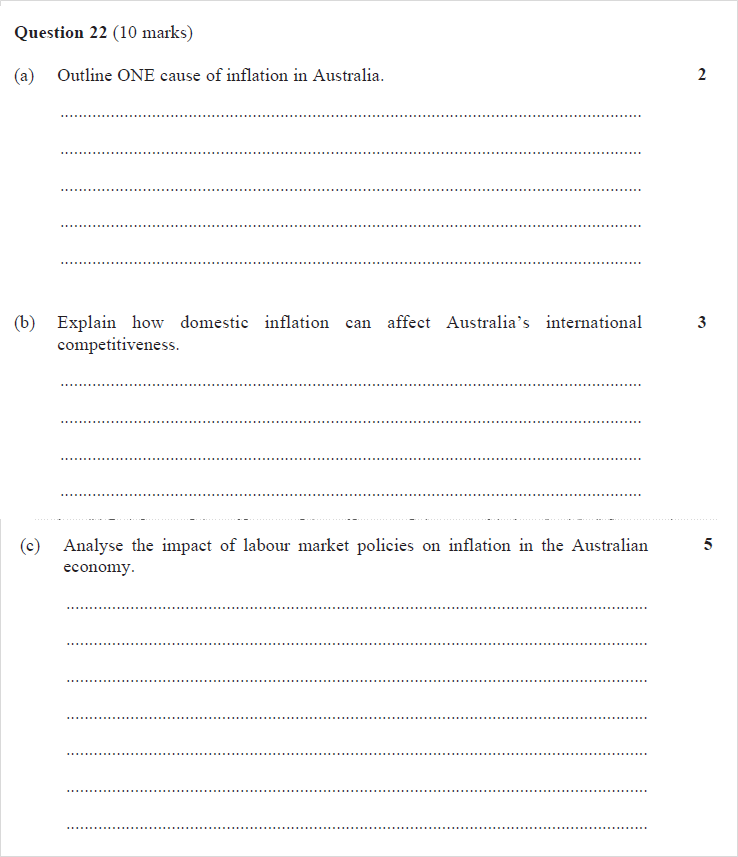 Question 22 (10 marks)
(a) Outline ONE cause of inflation in Australia. 2
................................................................................
................................................................................
................................................................................
................................................................................
................................................................................
(b) Explain how domestic inflation can affect Australia’s international 3
competitiveness.
................................................................................
................................................................................
................................................................................
................................................................................
(c) Analyse the impact of labour market policies on inflation in the Australian 5
economy.
................................................................................
................................................................................
................................................................................
................................................................................
................................................................................
................................................................................
................................................................................